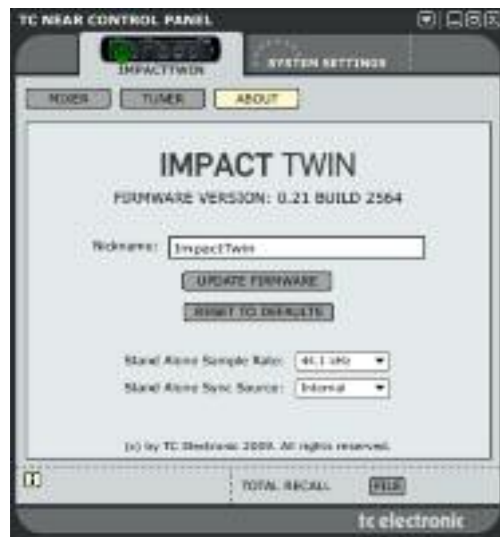 TC NEAR CONTROL PANEL
IMPACTTWIN
SYSTEM SETTINGS
MIXER TUNER ABOUT
IMPACT TWIN
FIRMWARE VERSION: 0.21 BUILD 2564
Nickname: ImpactTwin
UPDATE FIRMWARE
RESET TO DEFAULTS
Stand Alone Sample Rate: 44.1 kHz
Stand Alone Sync Source: Internal
(c) by TC Electronic 2009. All rights reserved.
TOTAL RECALL FILE
tc electronic